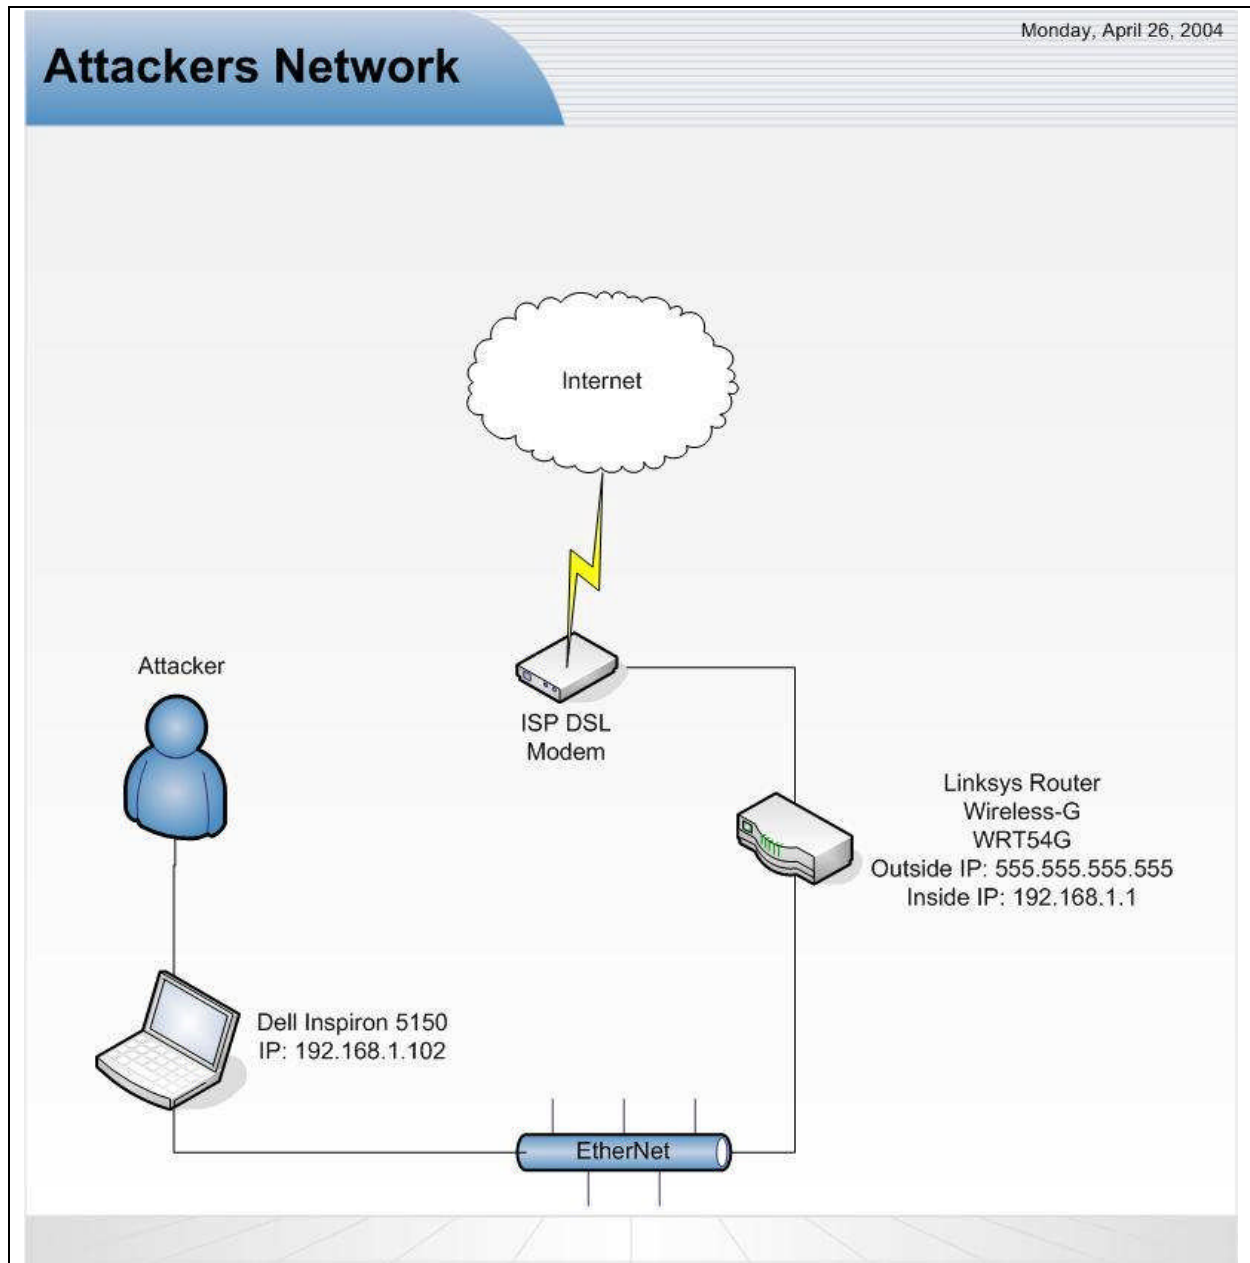 Monday, April 26, 2004
Attackers Network
Internet
Attacker
ISP DSL
Modem
Linksys Router
Wireless-G
WRT54G
Outside IP: 555.555.555.555
Inside IP: 192.168.1.1
Dell Inspiron 5150
IP: 192.168.1.102
EtherNet